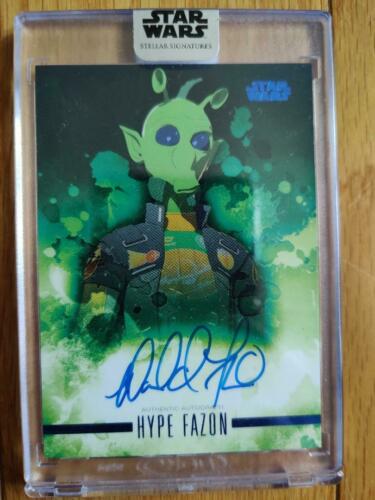 STAR
WARS
STELLAR SIGNATURES
STAR
WARS
AUTHENTIC AUTOGRAPH
HYPE FAZON